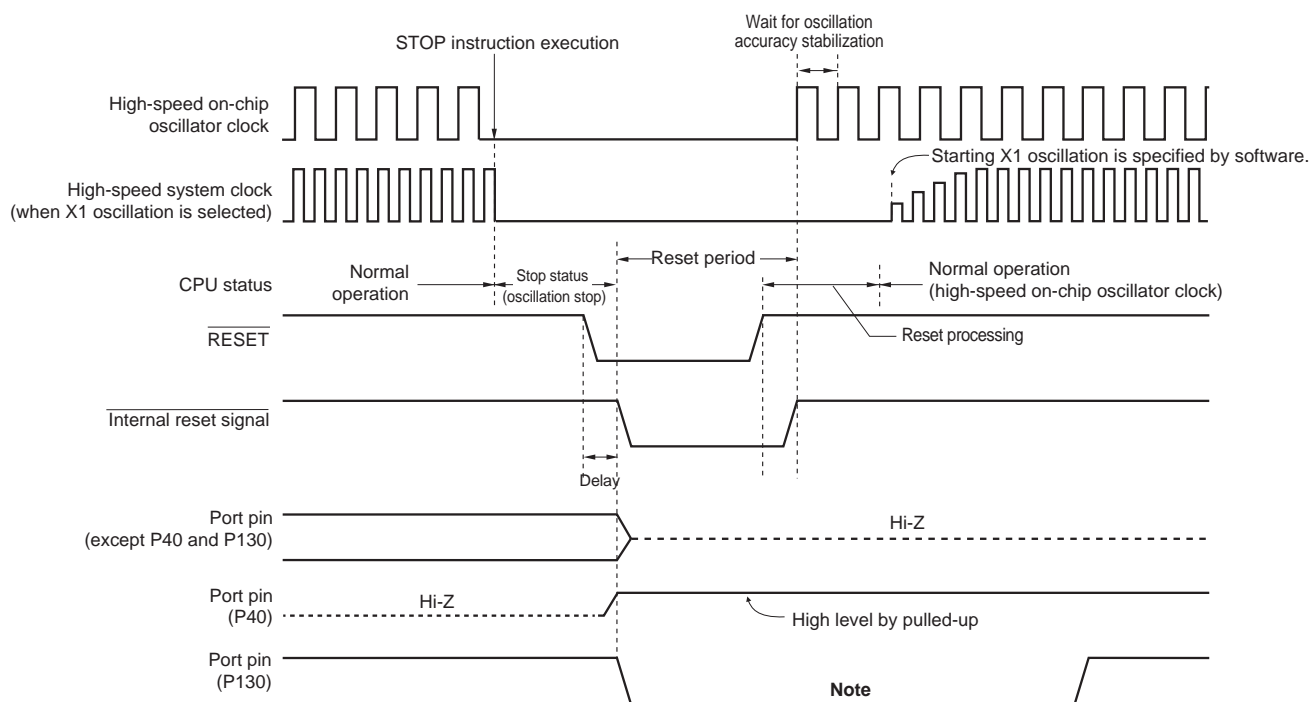 Wait for oscillation
accuracy stabilization
STOP instruction execution
High-speed on-chip
oscillator clock
Starting X1 oscillation is specified by software.
High-speed system clock
(when X1 oscillation is selected)
Reset period
CPU status
Normal
operation
Stop status
(oscillation stop)
Normal operation
(high-speed on-chip oscillator clock)
RESET
Reset processing
Internal reset signal
Delay
Port pin
(except P40 and P130)
Hi-Z
Port pin
(P40)
Hi-Z
High level by pulled-up
Port pin
(P130)
Note